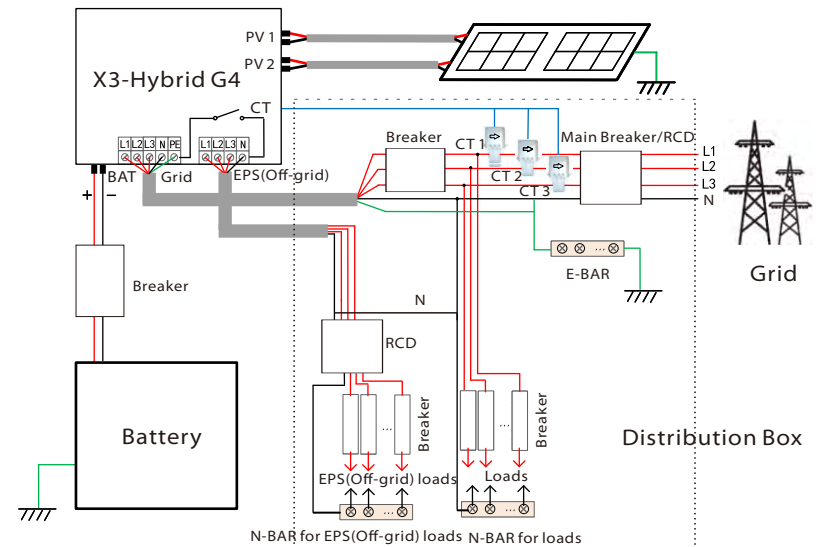 PV 1
PV 2
X3-Hybrid G4
CT
L1 L2 L3 N PE
L1 L2 L3 N
BAT
Grid
EPS(Off-grid)
+
−
Breaker
CT 1
CT 2
CT 3
Main Breaker/RCD
L1
L2
L3
N
Grid
E-BAR
Breaker
N
RCD
Battery
...
Breaker
...
Breaker
Distribution Box
EPS(Off-grid) loads
Loads
...
...
N-BAR for EPS(Off-grid) loads
N-BAR for loads